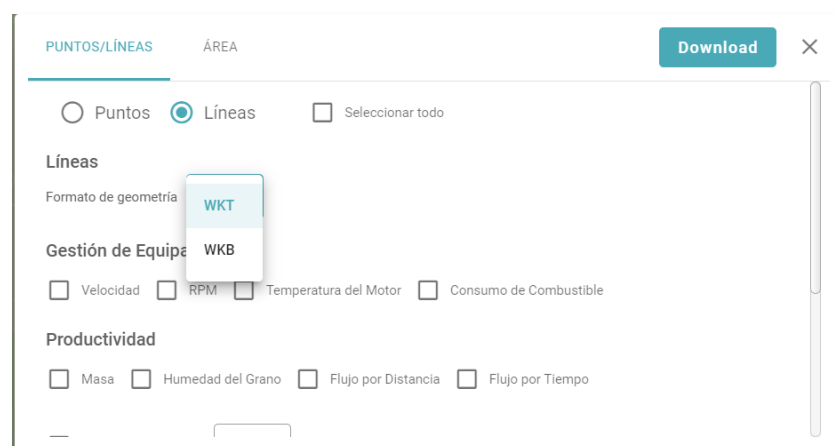 PUNTOS/LÍNEAS ÁREA Download
Puntos Líneas Seleccionar todo
Líneas
Formato de geometría WKT
WKB
Gestión de Equipa
Velocidad RPM Temperatura del Motor Consumo de Combustible
Productividad
Masa Humedad del Grano Flujo por Distancia Flujo por Tiempo